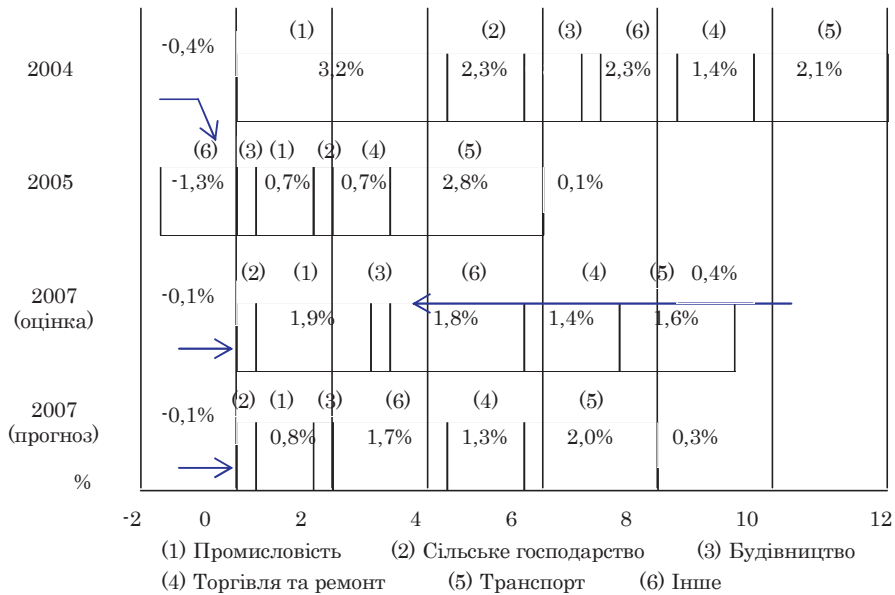 (1) (2) (3) (6) (4) (5)
-0,4%
2004 3,2% 2,3% 2,3% 1,4% 2,1%
(6) (3) (1) (2) (4) (5)
2005 -1,3% 0,7% 0,7% 2,8% 0,1%
(2) (1) (3) (6) (4) (5) 0,4%
-0,1%
2007
(оцінка) 1,9% 1,8% 1,4% 1,6%
(2) (1) (3) (6) (4) (5)
-0,1%
2007
(прогноз) 0,8% 1,7% 1,3% 2,0% 0,3%
%
-2 0 2 4 6 8 10 12
(1) Промисловість (2) Сільське господарство (3) Будівництво
(4) Торгівля та ремонт (5) Транспорт (6) Інше